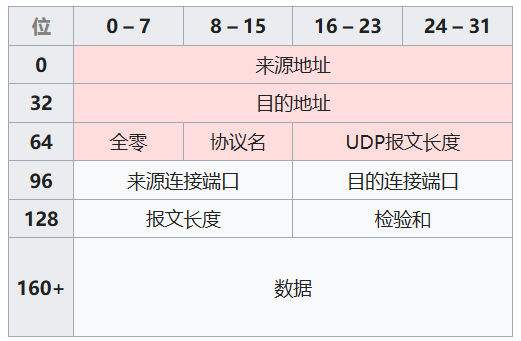 位 0 – 7 8 – 15 16 – 23 24 – 31
0 来源地址
32 目的地址
64 全零 协议名 UDP报文长度
96 来源连接端口 目的连接端口
128 报文长度 检验和
160+ 数据